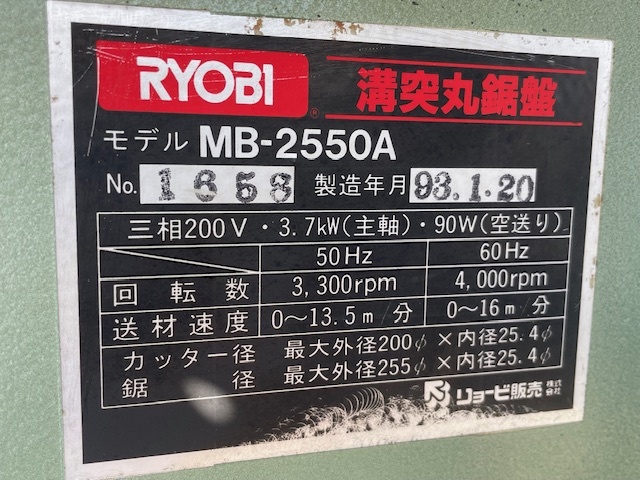 RYOBI ® 溝突丸鋸盤
モデル MB-2550A
No. 1658 製造年月 93.1.20
三相200V・3.7kW(主軸)・90W(空送り)
50Hz 60Hz
回転数 3,300rpm 4,000rpm
送材速度 0〜13.5m/分 0〜16m/分
カッター径 最大外径200φ×内径25.4φ
鋸径 最大外径255φ×内径25.4φ
リョービ販売株式会社